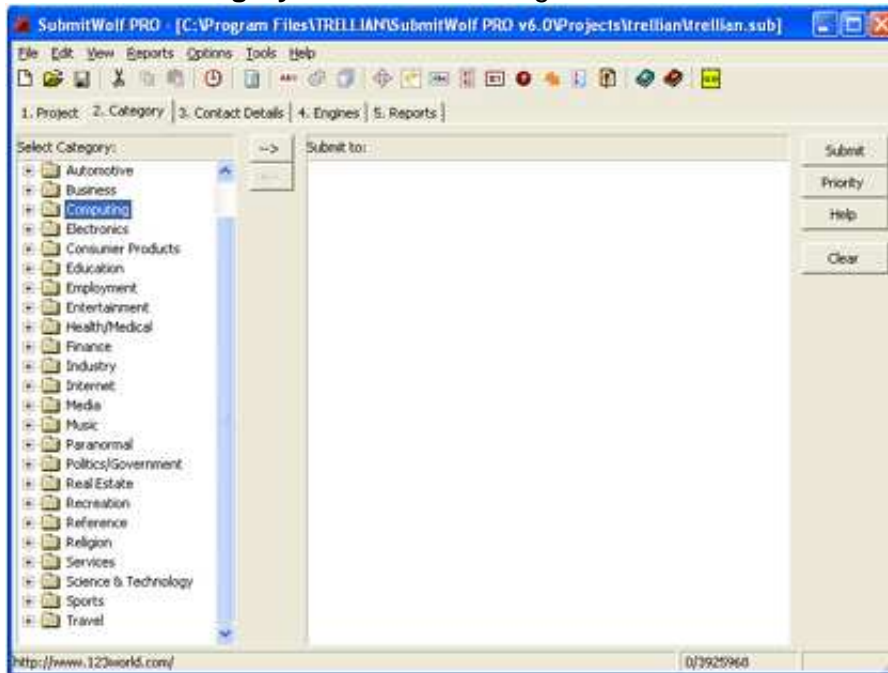 SubmitWolf PRO - [C:\Program Files\TRELLIAN\SubmitWolf PRO v6.0\Projects\trellian\trellian.sub]
File Edit View Reports Options Tools Help
1. Project 2. Category 3. Contact Details 4. Engines 5. Reports
Select Category: --> Submit to: Submit
Automotive
Business Priority
Computing Help
Electronics
Consumer Products Clear
Education
Employment
Entertainment
Health/Medical
Finance
Industry
Internet
Media
Music
Paranormal
Politics/Government
Real Estate
Recreation
Reference
Religion
Services
Science & Technology
Sports
Travel
http://www.123world.com/ 0/3925968